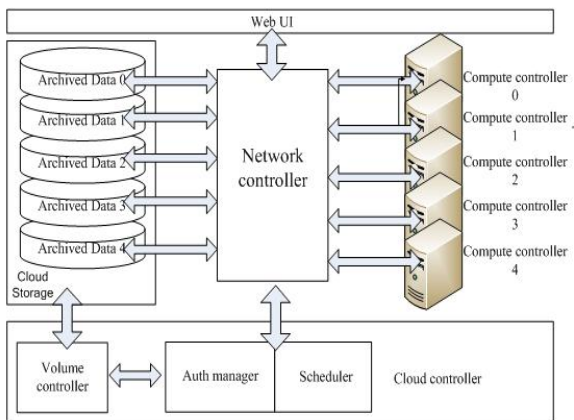 Web UI
Archived Data 0
Archived Data 1
Archived Data 2
Archived Data 3
Archived Data 4
Cloud
Storage
Network
controller
Compute controller
0
Compute controller
1
Compute controller
2
Compute controller
3
Compute controller
4
Volume
controller
Auth manager
Scheduler
Cloud controller